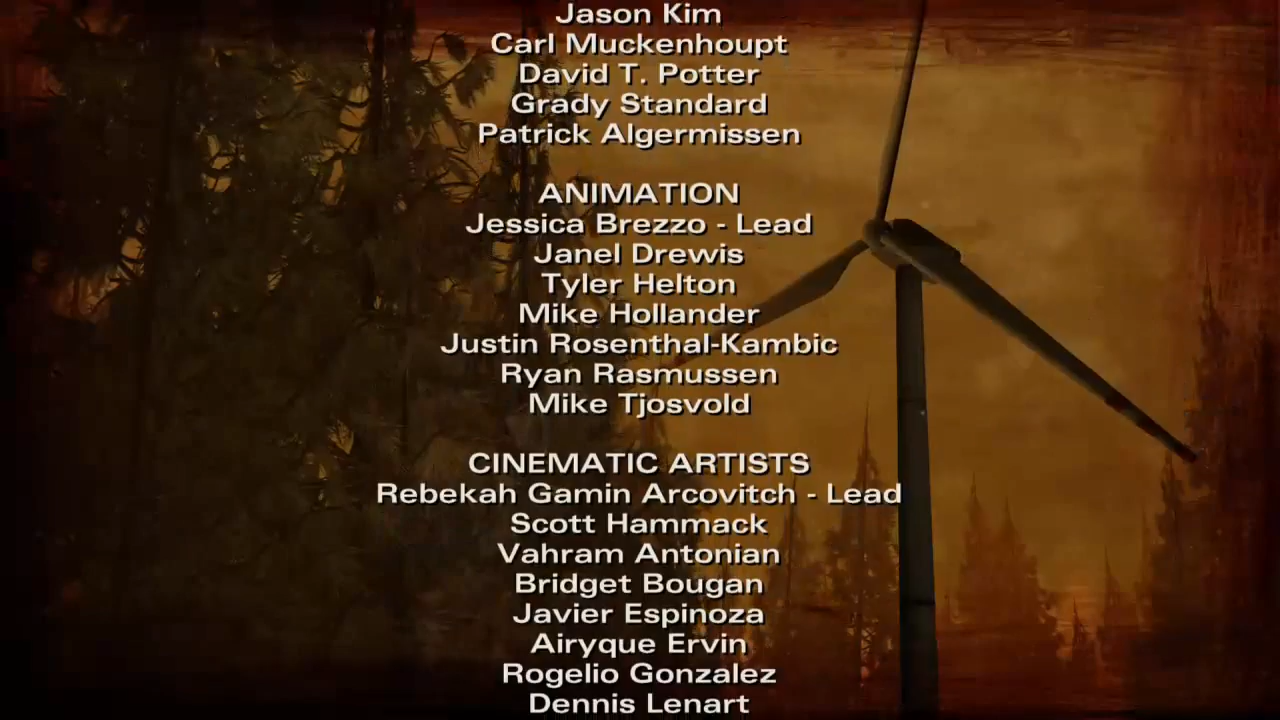 Jason Kim
Carl Muckenhoupt
David T. Potter
Grady Standard
Patrick Algermissen
ANIMATION
Jessica Brezzo - Lead
Janel Drewis
Tyler Helton
Mike Hollander
Justin Rosenthal-Kambic
Ryan Rasmussen
Mike Tjosvold
CINEMATIC ARTISTS
Rebekah Gamin Arcovitch - Lead
Scott Hammack
Vahram Antonian
Bridget Bougan
Javier Espinoza
Airyque Ervin
Rogelio Gonzalez
Dennis Lenart